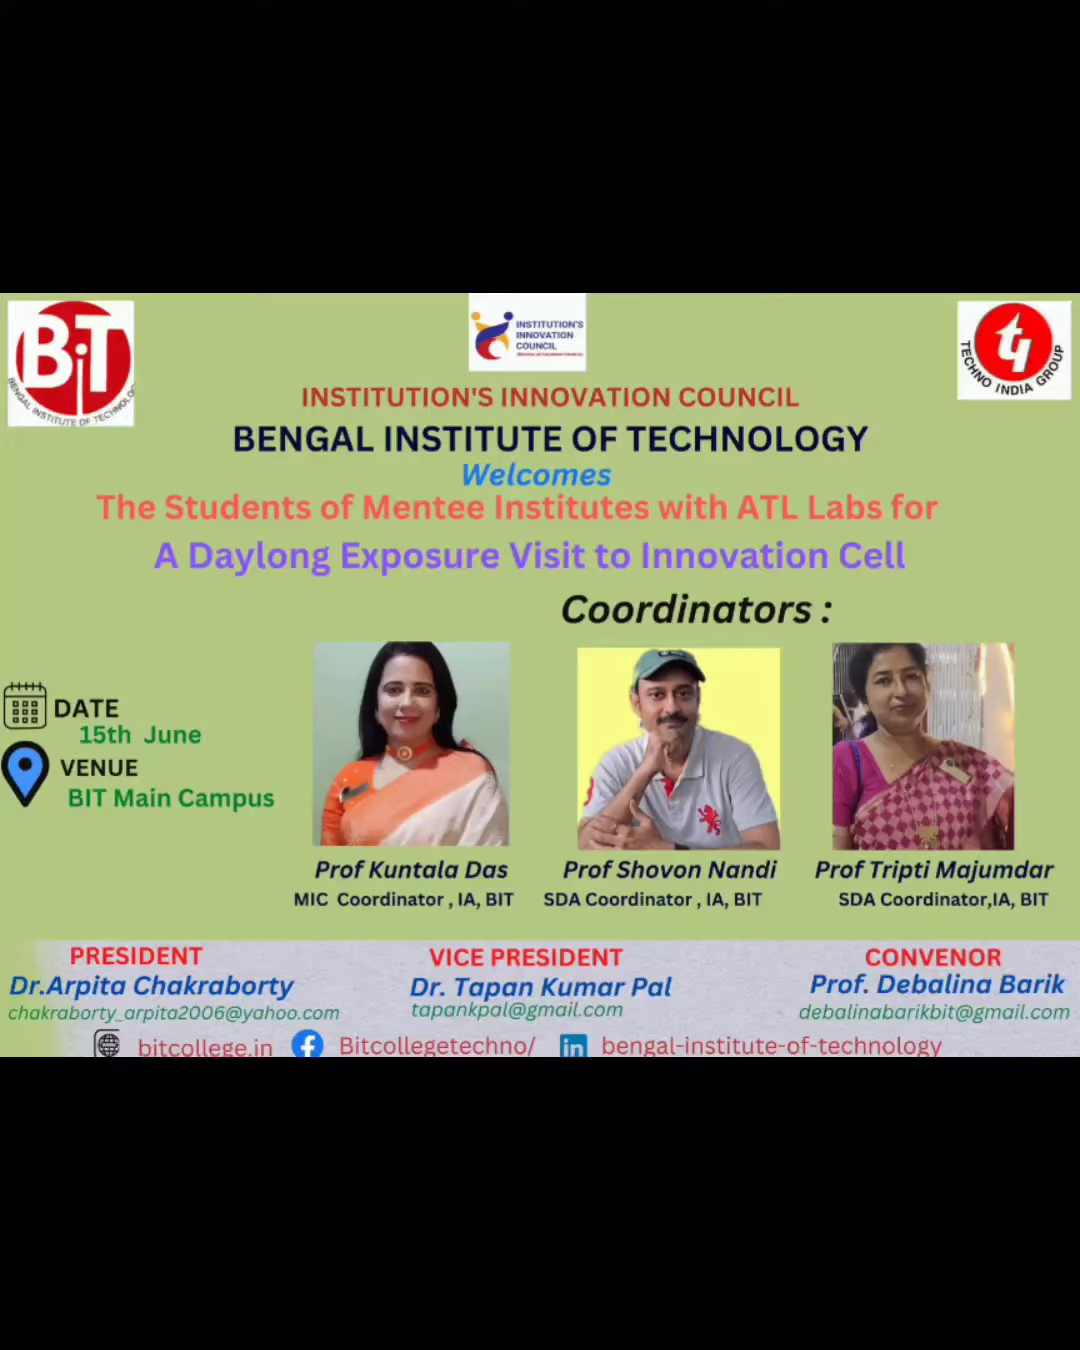 BiT
BENGAL INSTITUTE OF TECHNOLOGY
INSTITUTION'S
INNOVATION
COUNCIL
TECHNO INDIA GROUP
INSTITUTION'S INNOVATION COUNCIL
BENGAL INSTITUTE OF TECHNOLOGY
Welcomes
The Students of Mentee Institutes with ATL Labs for
A Daylong Exposure Visit to Innovation Cell
Coordinators :
DATE
15th June
VENUE
BIT Main Campus
Prof Kuntala Das
MIC Coordinator , IA, BIT
Prof Shovon Nandi
SDA Coordinator , IA, BIT
Prof Tripti Majumdar
SDA Coordinator,IA, BIT
PRESIDENT
Dr.Arpita Chakraborty
chakraborty_arpita2006@yahoo.com
VICE PRESIDENT
Dr. Tapan Kumar Pal
tapankpal@gmail.com
CONVENOR
Prof. Debalina Barik
debalinabarikbit@gmail.com
bitcollege.in
Bitcollegetechno/
bengal-institute-of-technology